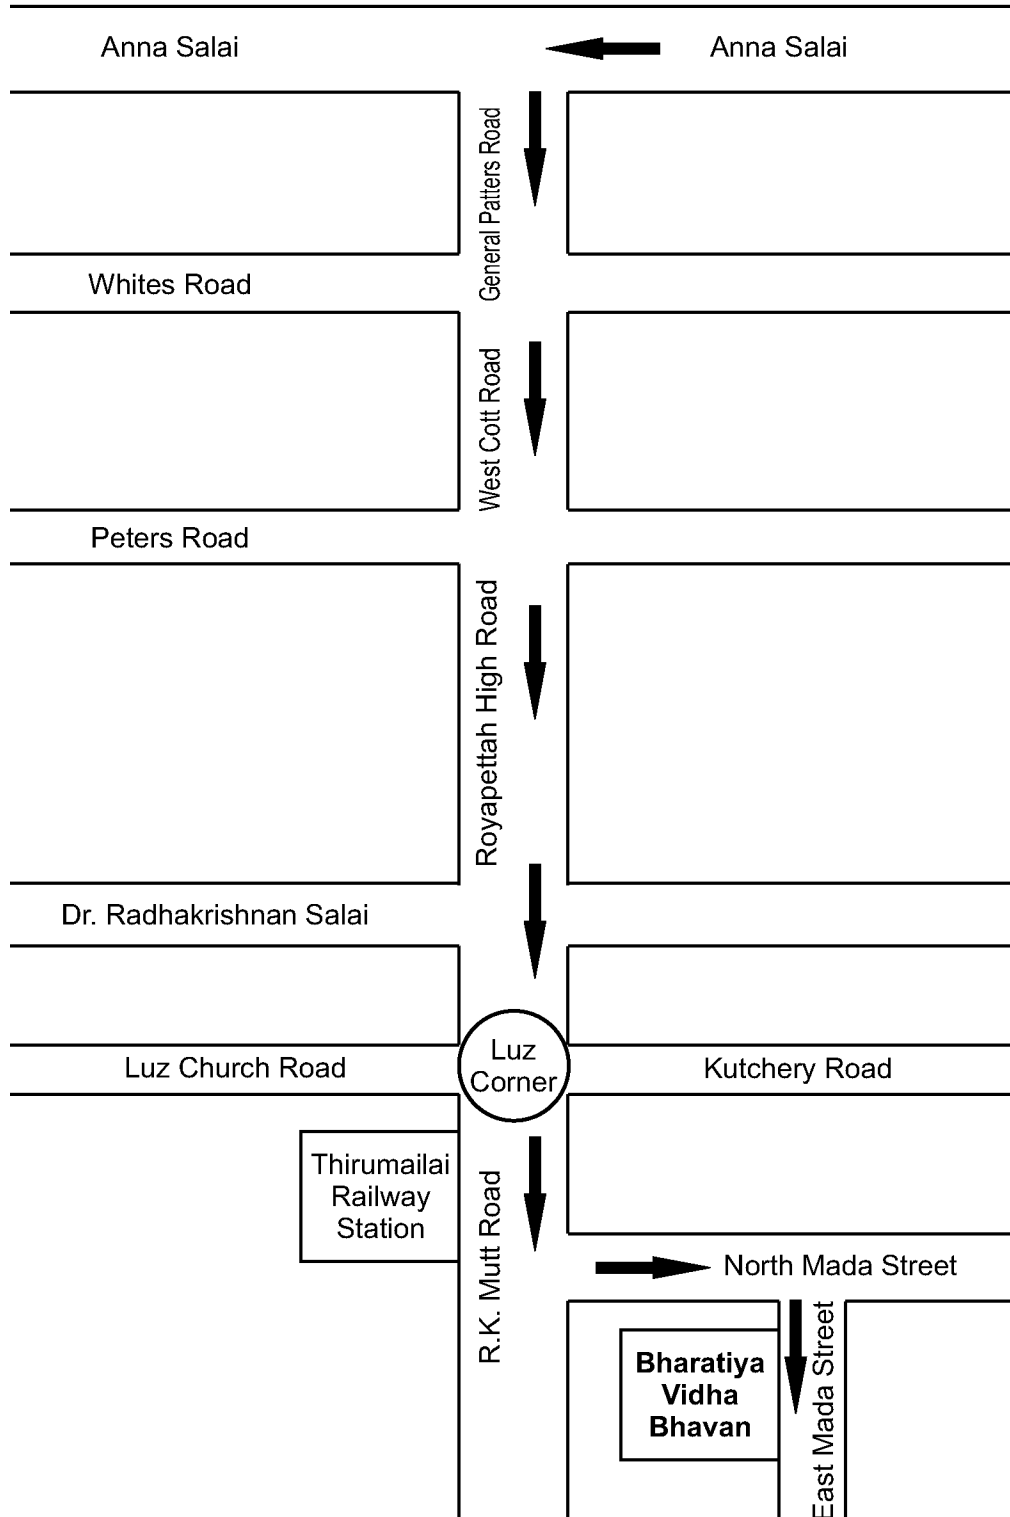 Anna Salai
Anna Salai
General Patters Road
Whites Road
West Cott Road
Peters Road
Royapettah High Road
Dr. Radhakrishnan Salai
Luz
Corner
Luz Church Road
Kutchery Road
Thirumailai
Railway
Station
R.K. Mutt Road
North Mada Street
Bharatiya
Vidha
Bhavan
East Mada Street